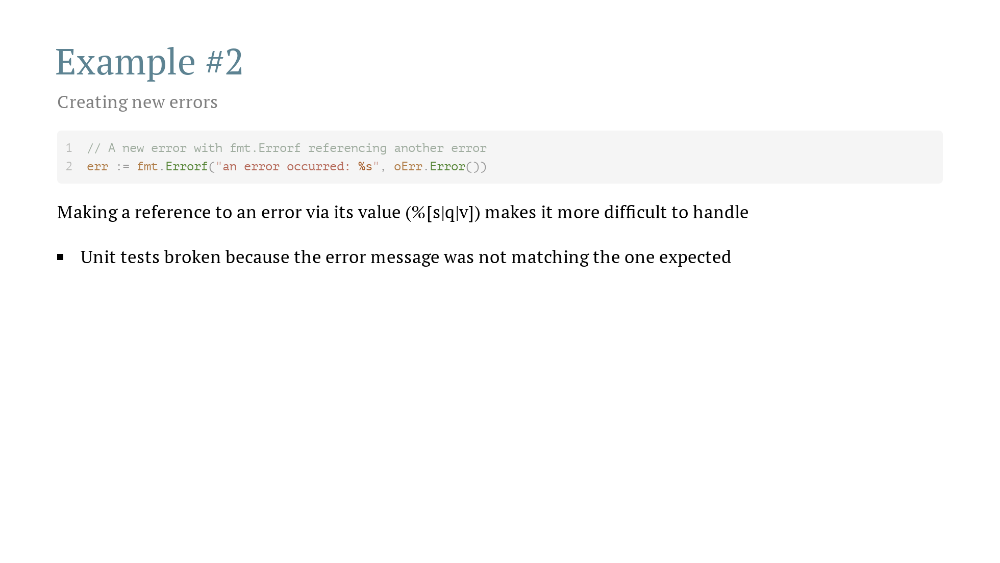 Example #2
Creating new errors
1 // A new error with fmt.Errorf referencing another error
2 err := fmt.Errorf("an error occurred: %s", oErr.Error())
Making a reference to an error via its value (%[s|q|v]) makes it more difficult to handle
▪ Unit tests broken because the error message was not matching the one expected